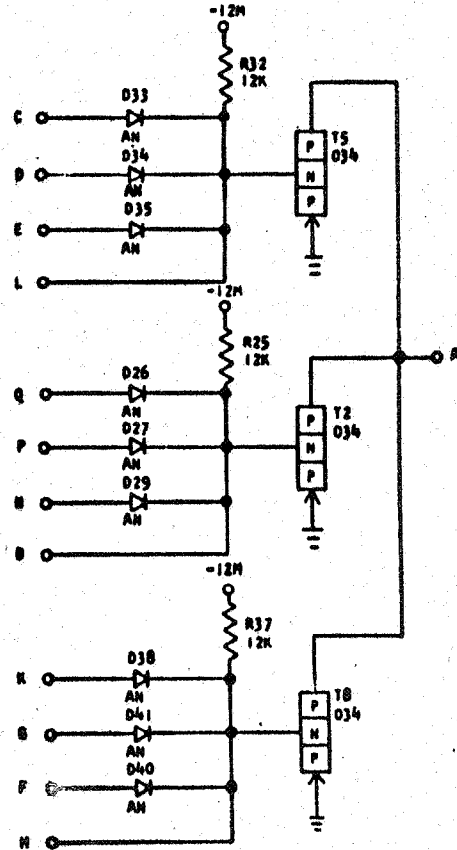 -12M
R32
12K
D33
C
AN
D34
D
AN
D35
E
AN
L
P
N
P
T5
034
-12M
R25
12K
D26
Q
AN
D27
P
AN
D29
N
AN
P
N
P
T2
034
A
-12M
R37
12K
D38
K
AN
D41
AN
D40
F
AN
H
P
N
P
T8
034